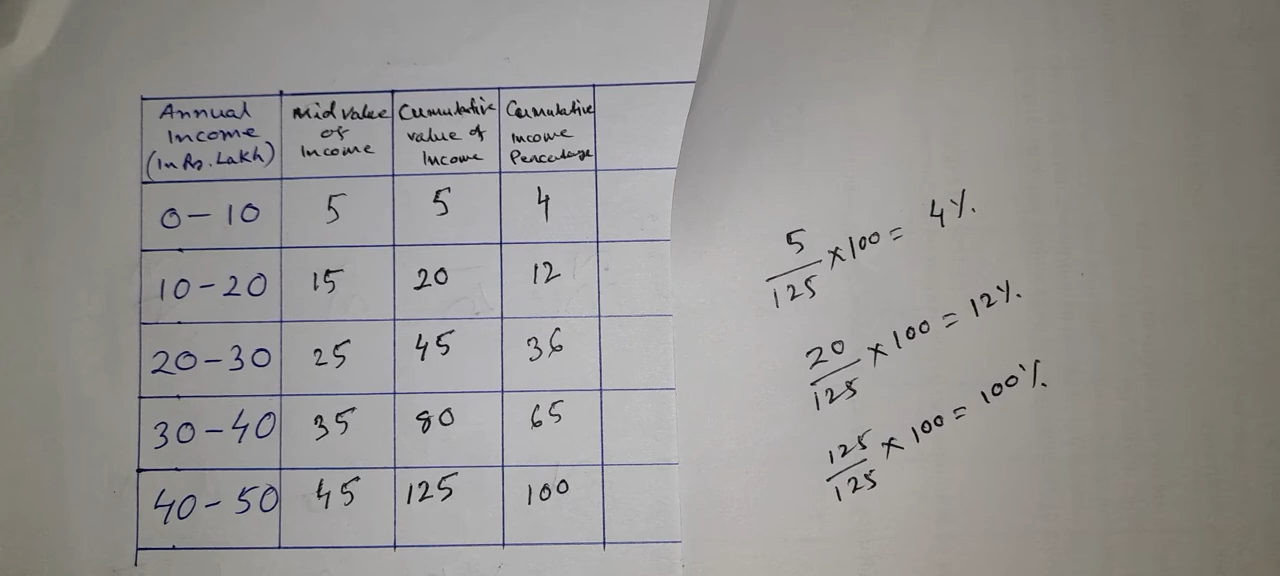 Annual Income (In Rs. Lakh) | Mid value of Income | Cumulative value of Income | Cumulative Income Percentage
0-10 | 5 | 5 | 4
10-20 | 15 | 20 | 12
20-30 | 25 | 45 | 36
30-40 | 35 | 80 | 65
40-50 | 45 | 125 | 100
5/125 × 100 = 4%.
20/125 × 100 = 12%.
125/125 × 100 = 100%.